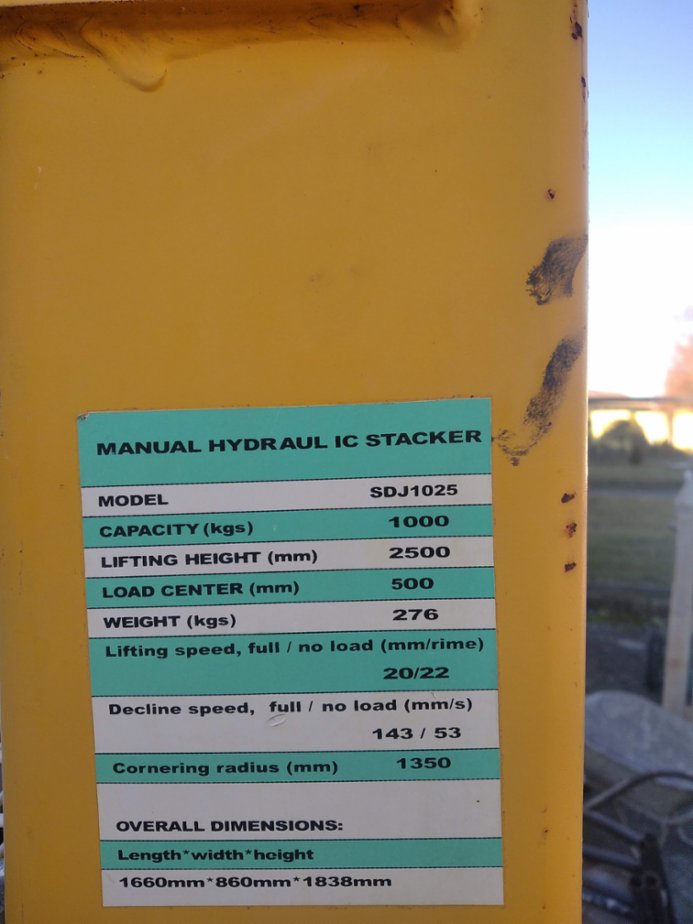 MANUAL HYDRAUL IC STACKER
MODEL SDJ1025
CAPACITY (kgs) 1000
LIFTING HEIGHT (mm) 2500
LOAD CENTER (mm) 500
WEIGHT (kgs) 276
Lifting speed, full / no load (mm/rime)
20/22
Decline speed, full / no load (mm/s)
143 / 53
Cornering radius (mm) 1350
OVERALL DIMENSIONS:
Length*width*height
1660mm*860mm*1838mm